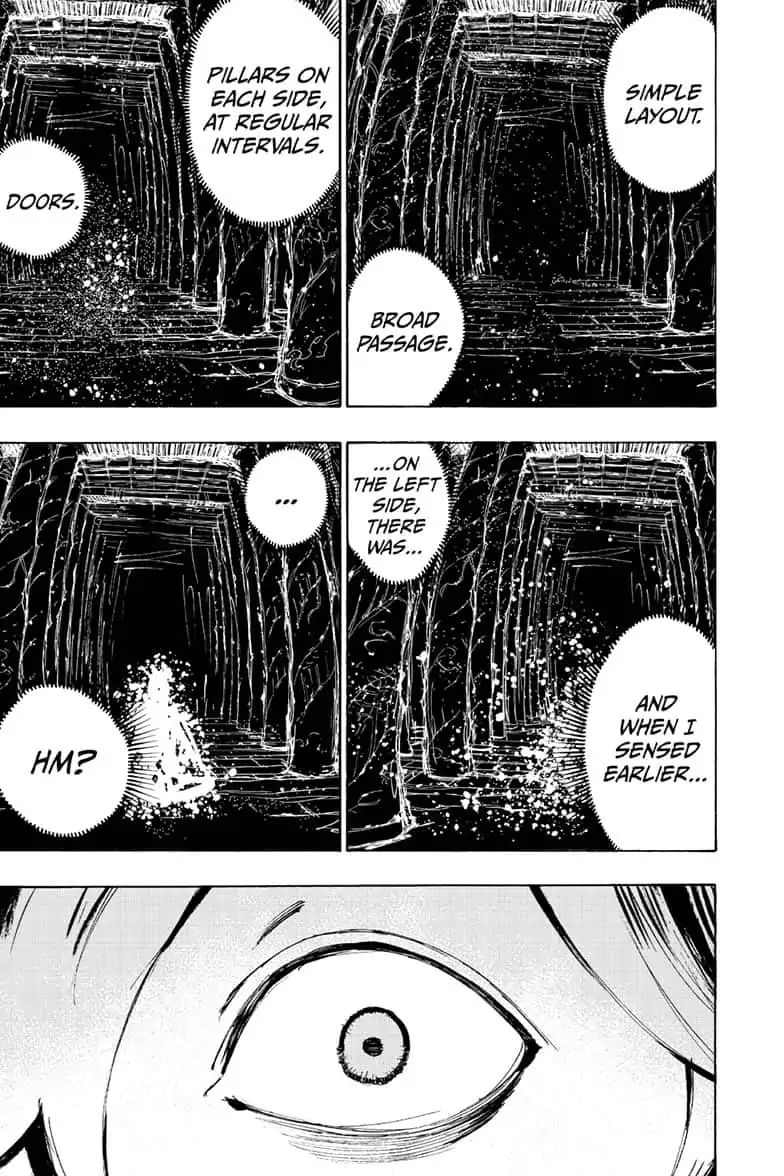 SIMPLE
LAYOUT.
BROAD
PASSAGE.
PILLARS ON
EACH SIDE,
AT REGULAR
INTERVALS.
DOORS.
AND
WHEN I
SENSED
EARLIER...
...ON
THE LEFT
SIDE,
THERE
WAS...
...
HM?